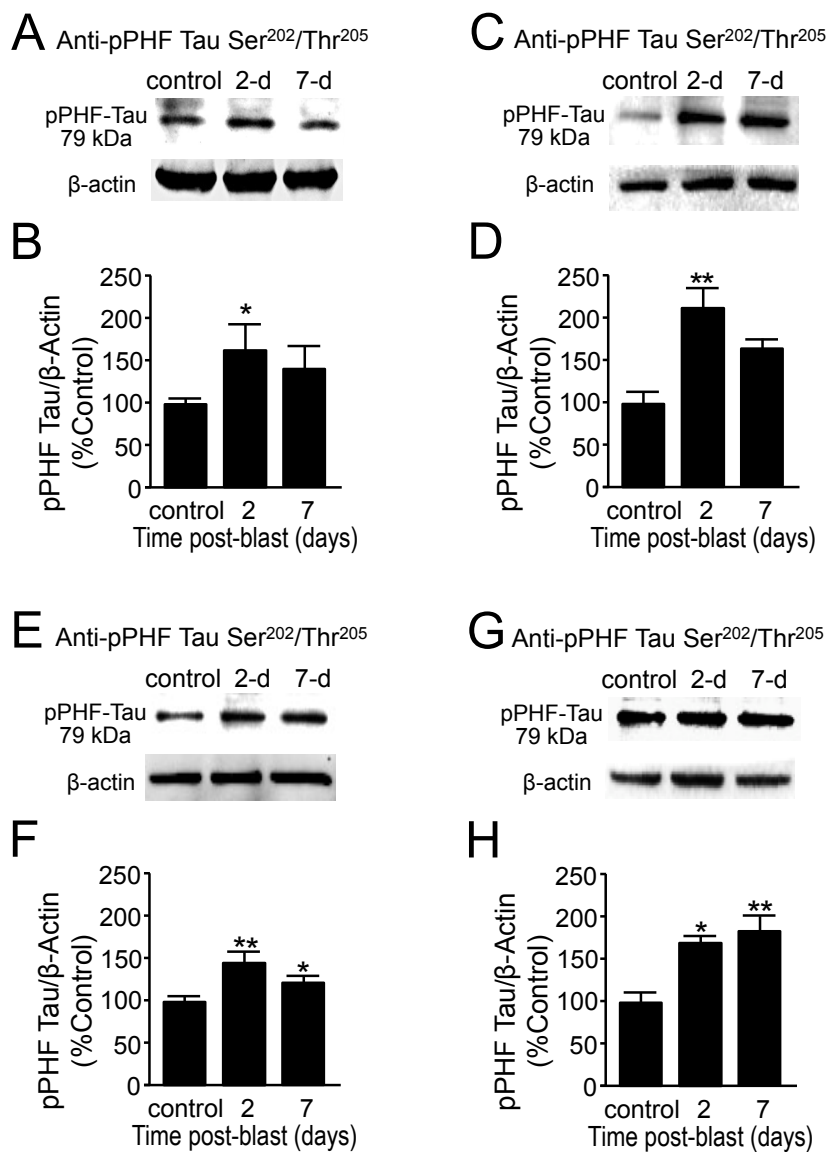 A Anti-pPHF Tau Ser²⁰²/Thr²⁰⁵
control 2-d 7-d
pPHF-Tau
79 kDa
β-actin
B
250
200
150
100
50
0
pPHF Tau/β-Actin
(%Control)
*
control 2 7
Time post-blast (days)
C Anti-pPHF Tau Ser²⁰²/Thr²⁰⁵
control 2-d 7-d
pPHF-Tau
79 kDa
β-actin
D
250
200
150
100
50
0
pPHF Tau/β-Actin
(%Control)
**
control 2 7
Time post-blast (days)
E Anti-pPHF Tau Ser²⁰²/Thr²⁰⁵
control 2-d 7-d
pPHF-Tau
79 kDa
β-actin
F
250
200
150
100
50
0
pPHF Tau/β-Actin
(%Control)
** *
control 2 7
Time post-blast (days)
G Anti-pPHF Tau Ser²⁰²/Thr²⁰⁵
control 2-d 7-d
pPHF-Tau
79 kDa
β-actin
H
250
200
150
100
50
0
pPHF Tau/β-Actin
(%Control)
* **
control 2 7
Time post-blast (days)